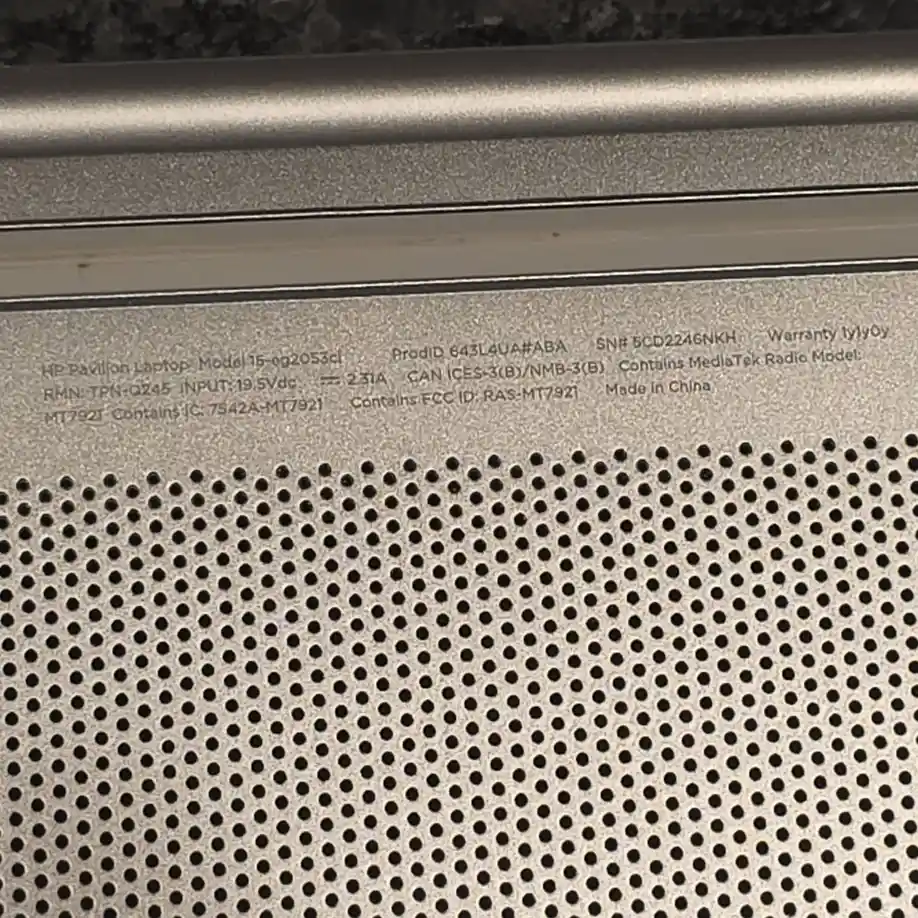 HP Pavilion Laptop Model 15-eg2053cl ProdID 643L4UA#ABA SN# 5CD2246NKH Warranty 1y1y0y
RMN: TPN-Q245 INPUT: 19.5Vdc ⎓ 2.31A CAN ICES-3(B)/NMB-3(B) Contains MediaTek Radio Model:
MT7921 Contains IC: 7542A-MT7921 Contains FCC ID: RAS-MT7921 Made in China